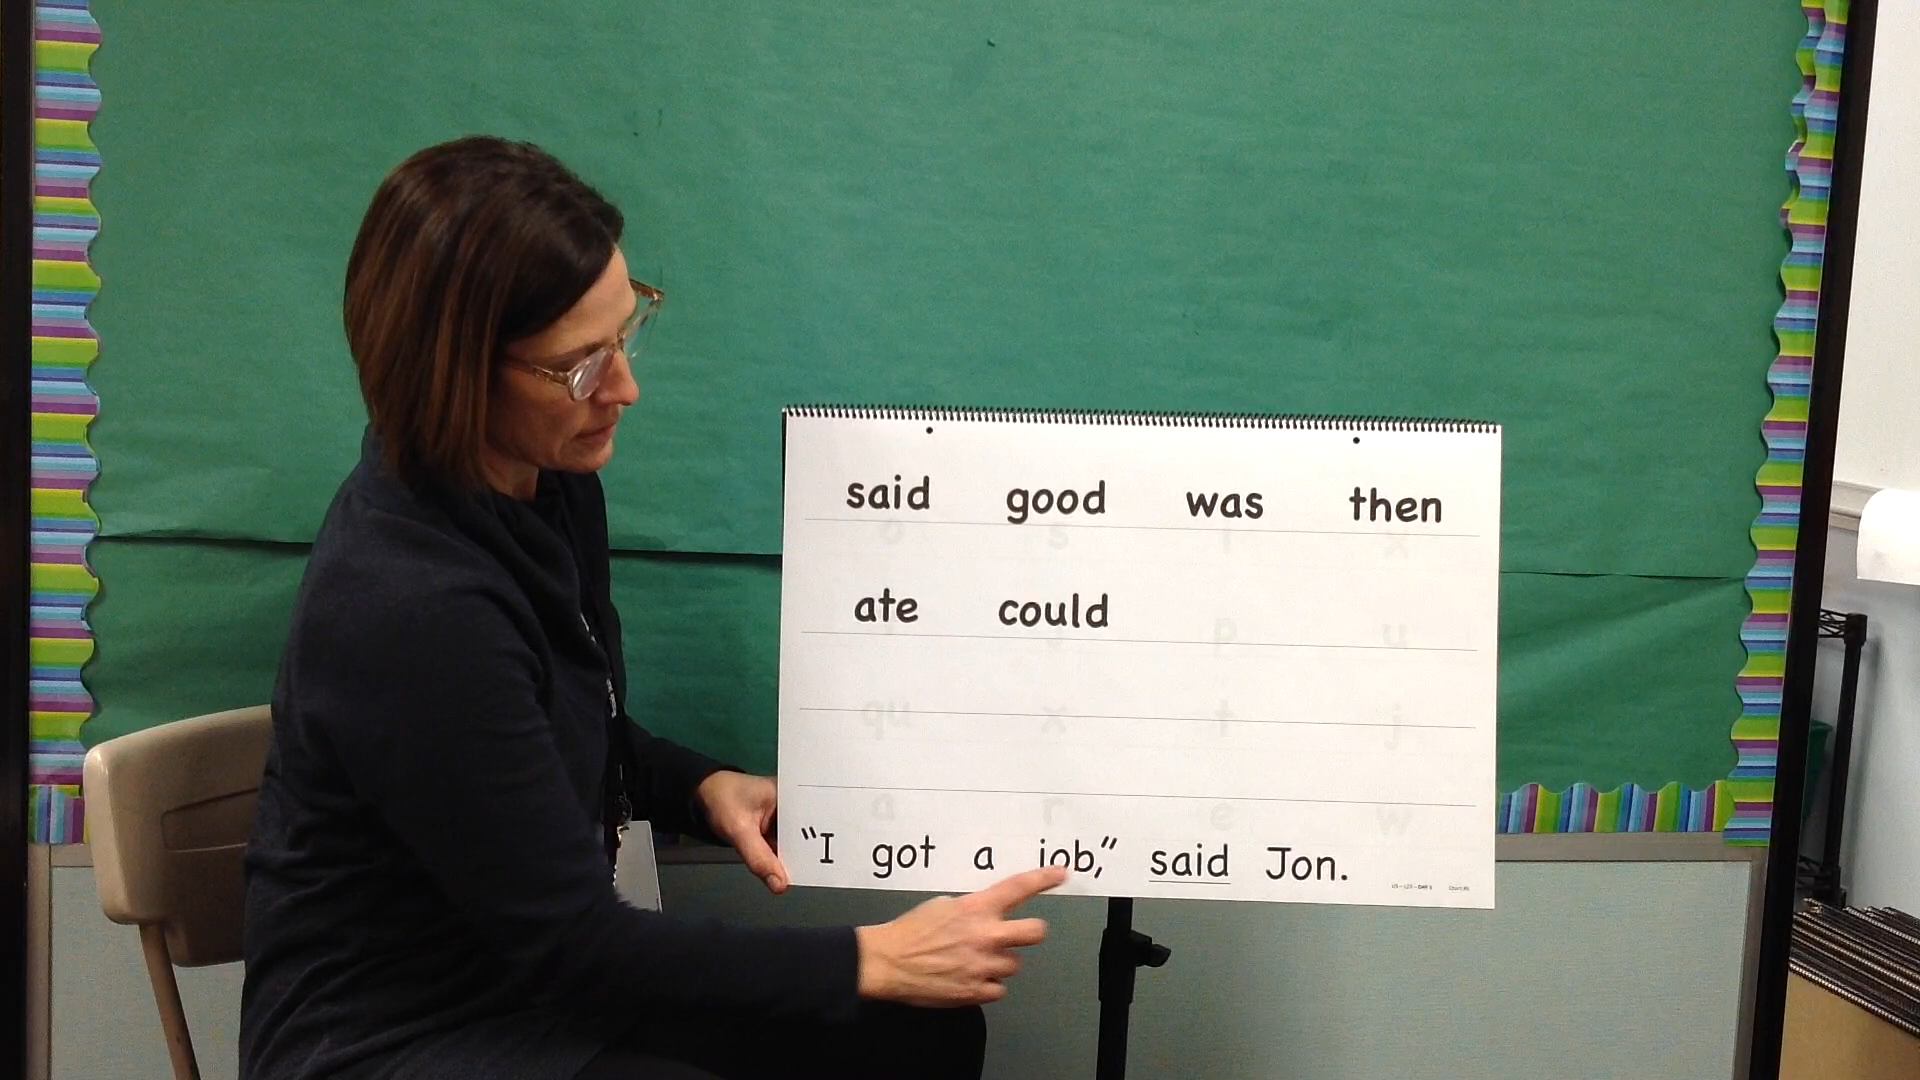 said good was then
ate could
“I got a job,” said Jon.